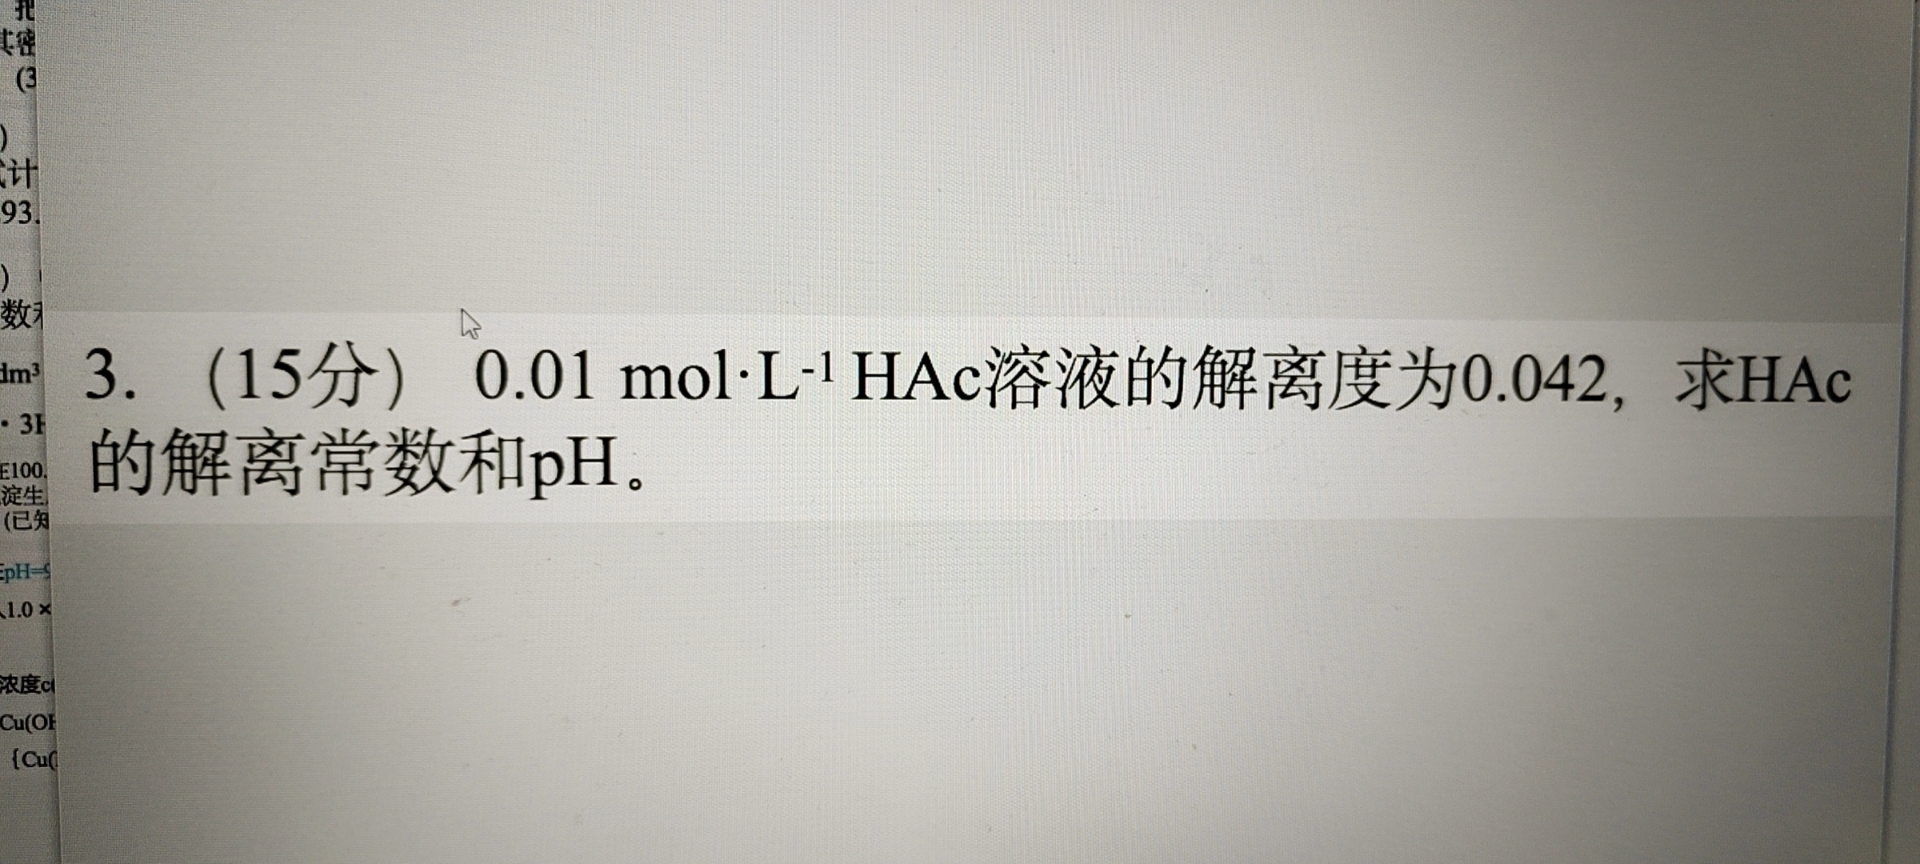 其密
(3
)
计
93.
)
数
dm³
· 3H
100.
淀生
(已知
pH=9
1.0 ×
浓度c(
Cu(OH
{Cu(
3. （15分） 0.01 mol·L⁻¹ HAc溶液的解离度为0.042，求HAc
的解离常数和pH。